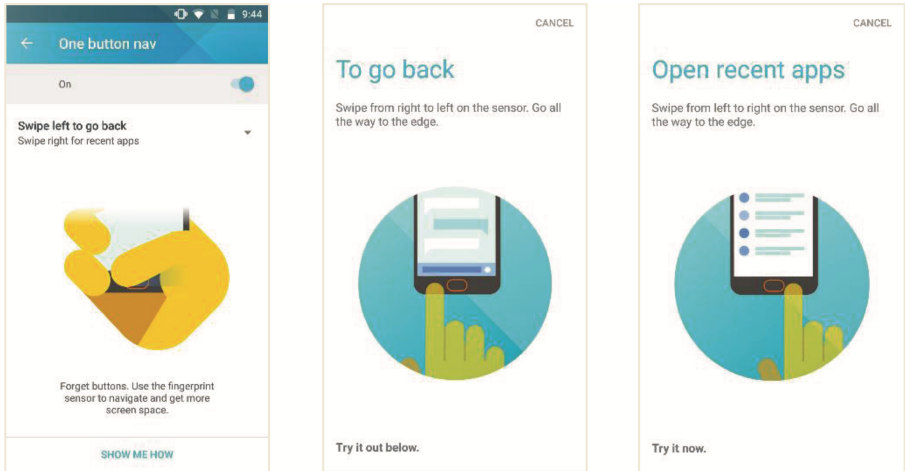 9:44
One button nav
On
Swipe left to go back
Swipe right for recent apps
Forget buttons. Use the fingerprint
sensor to navigate and get more
screen space.
SHOW ME HOW
CANCEL
To go back
Swipe from right to left on the sensor. Go all
the way to the edge.
Try it out below.
CANCEL
Open recent apps
Swipe from left to right on the sensor. Go all
the way to the edge.
Try it now.